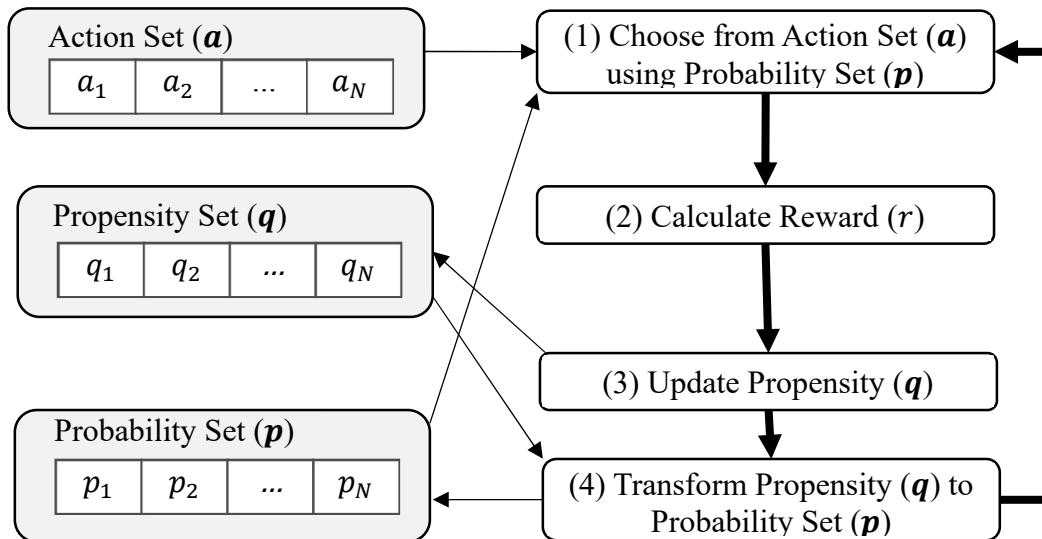 Action Set (a)
a1 a2 ... aN
(1) Choose from Action Set (a)
using Probability Set (p)
Propensity Set (q)
q1 q2 ... qN
(2) Calculate Reward (r)
(3) Update Propensity (q)
Probability Set (p)
p1 p2 ... pN
(4) Transform Propensity (q) to
Probability Set (p)